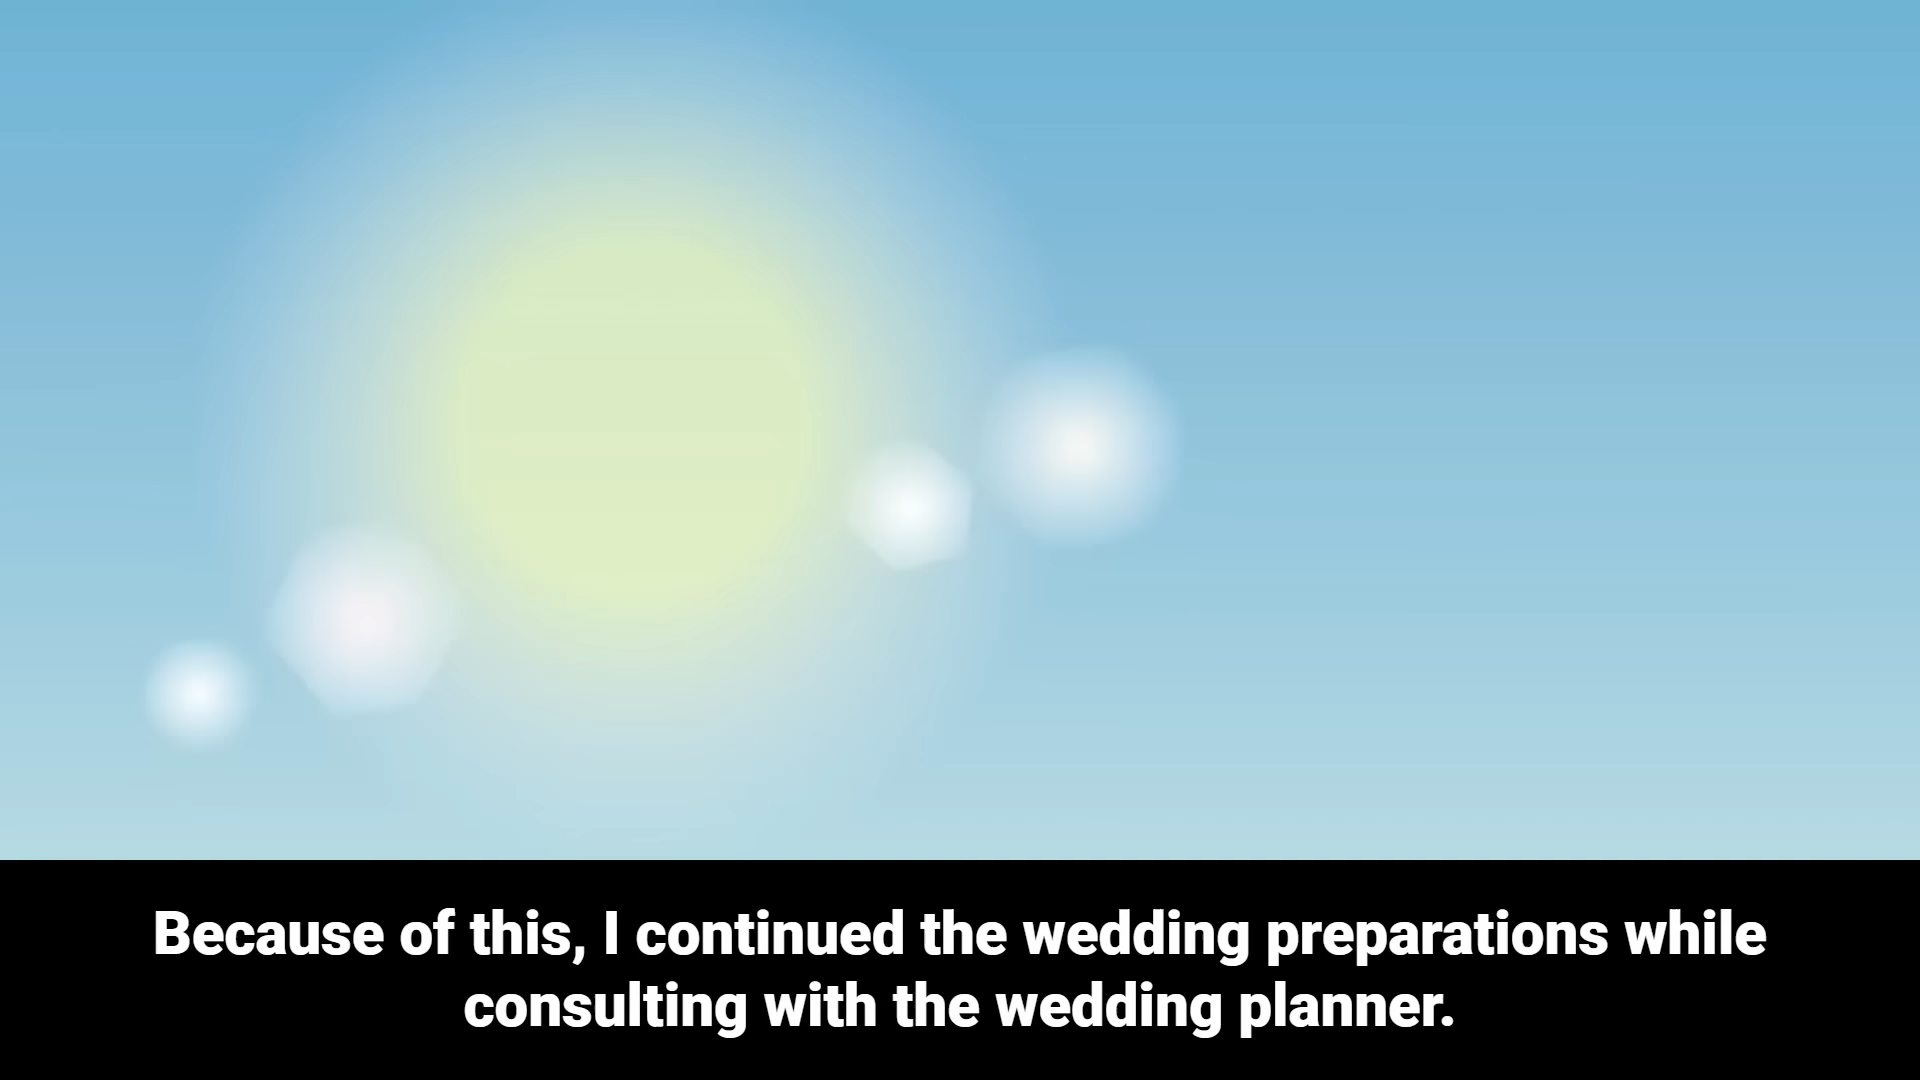 Because of this, I continued the wedding preparations while
consulting with the wedding planner.